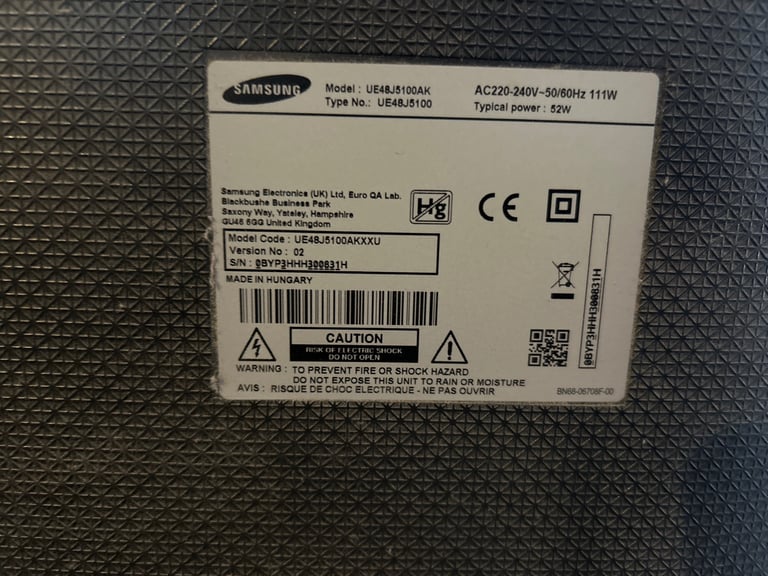 SAMSUNG
Model : UE48J5100AK
Type No.: UE48J5100
AC220-240V~50/60Hz 111W
Typical power : 52W
Samsung Electronics (UK) Ltd, Euro QA Lab.
Blackbushe Business Park
Saxony Way, Yateley, Hampshire
GU46 6GG United Kingdom
Hg
CE
Model Code : UE48J5100AKXXU
Version No : 02
S/N : 0BYP3HHH300831H
MADE IN HUNGARY
0BYP3HHH300831H
CAUTION
RISK OF ELECTRIC SHOCK
DO NOT OPEN
WARNING : TO PREVENT FIRE OR SHOCK HAZARD
DO NOT EXPOSE THIS UNIT TO RAIN OR MOISTURE
AVIS : RISQUE DE CHOC ELECTRIQUE - NE PAS OUVRIR
BN68-06708F-00